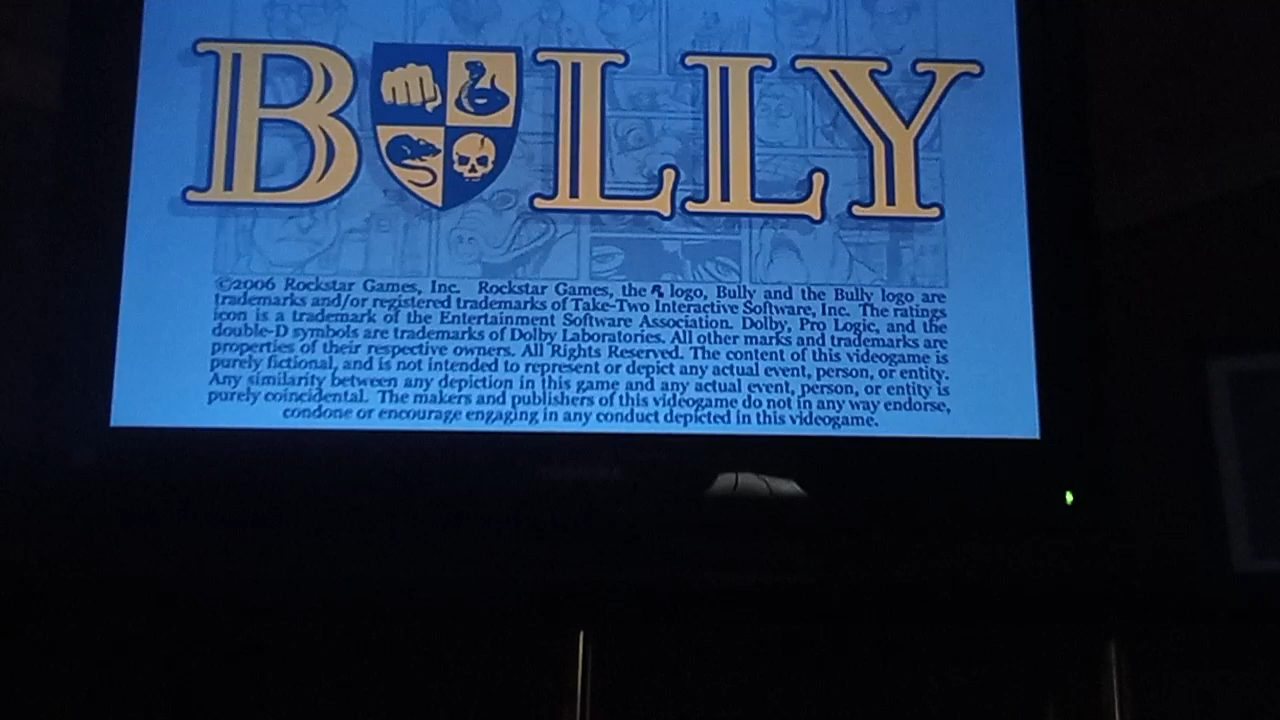 BULLY
©2006 Rockstar Games, Inc. Rockstar Games, the R logo, Bully and the Bully logo are
trademarks and/or registered trademarks of Take-Two Interactive Software, Inc. The ratings
icon is a trademark of the Entertainment Software Association. Dolby, Pro Logic, and the
double-D symbols are trademarks of Dolby Laboratories. All other marks and trademarks are
properties of their respective owners. All Rights Reserved. The content of this videogame is
purely fictional, and is not intended to represent or depict any actual event, person, or entity.
Any similarity between any depiction in this game and any actual event, person, or entity is
purely coincidental. The makers and publishers of this videogame do not in any way endorse,
condone or encourage engaging in any conduct depicted in this videogame.